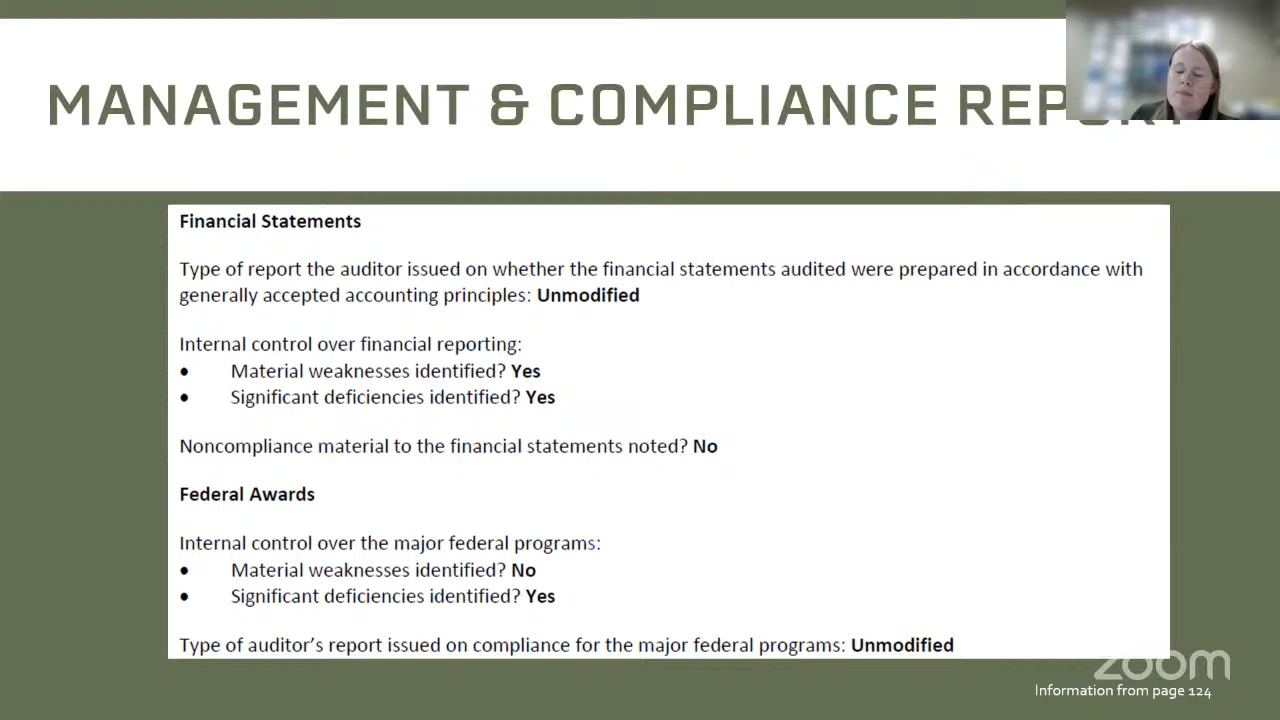 MANAGEMENT & COMPLIANCE REPORT
Financial Statements
Type of report the auditor issued on whether the financial statements audited were prepared in accordance with
generally accepted accounting principles: Unmodified
Internal control over financial reporting:
• Material weaknesses identified? Yes
• Significant deficiencies identified? Yes
Noncompliance material to the financial statements noted? No
Federal Awards
Internal control over the major federal programs:
• Material weaknesses identified? No
• Significant deficiencies identified? Yes
Type of auditor's report issued on compliance for the major federal programs: Unmodified
zoom
Information from page 124